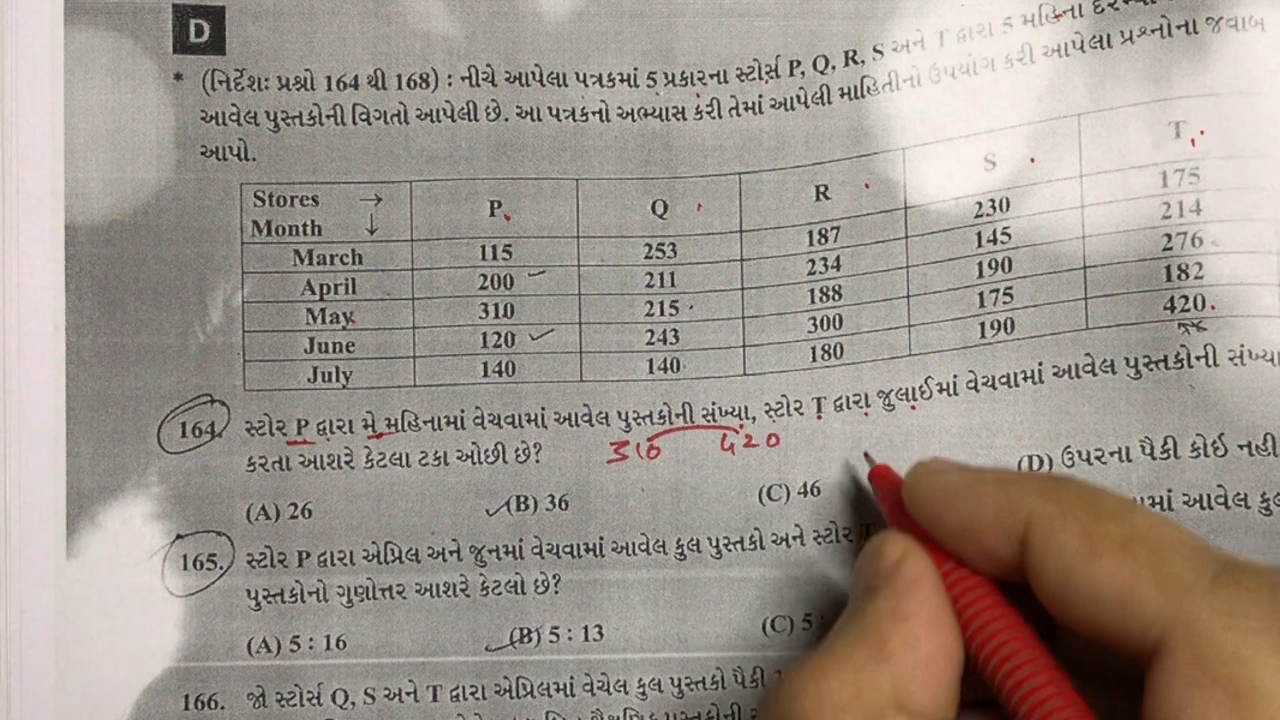 D
* (નિર્દેશઃ પ્રશ્નો 164 થી 168) : નીચે આપેલા પત્રકમાં 5 પ્રકારના સ્ટોર્સ P, Q, R, S અને T દ્વારા 5 મહિના
આવેલ પુસ્તકોની વિગતો આપેલી છે. આ પત્રકનો અભ્યાસ કરી તેમાં આપેલી માહિતીનો ઉપયોગ કરી આપેલા પ્રશ્નોના જવાબ
આપો.
Stores → Month ↓ P Q R S T
March 115 253 187 230 175
April 200 211 234 145 214
May 310 215 188 190 276
June 120 243 300 175 182
July 140 140 180 190 420
164. સ્ટોર P દ્વારા મે મહિનામાં વેચવામાં આવેલ પુસ્તકોની સંખ્યા, સ્ટોર T દ્વારા જુલાઈમાં વેચવામાં આવેલ પુસ્તકોની સંખ્યા
કરતા આશરે કેટલા ટકા ઓછી છે?
310 420
(A) 26 (B) 36 (C) 46 (D) ઉપરના પૈકી કોઈ નહી
165. સ્ટોર P દ્વારા એપ્રિલ અને જુનમાં વેચવામાં આવેલ કુલ પુસ્તકો અને સ્ટોર T આવેલ
પુસ્તકોનો ગુણોત્તર આશરે કેટલો છે?
(A) 5 : 16 (B) 5 : 13 (C) 5
166. જો સ્ટોર્સ Q, S અને T દ્વારા એપ્રિલમાં વેચેલ કુલ પુસ્તકો પૈકી